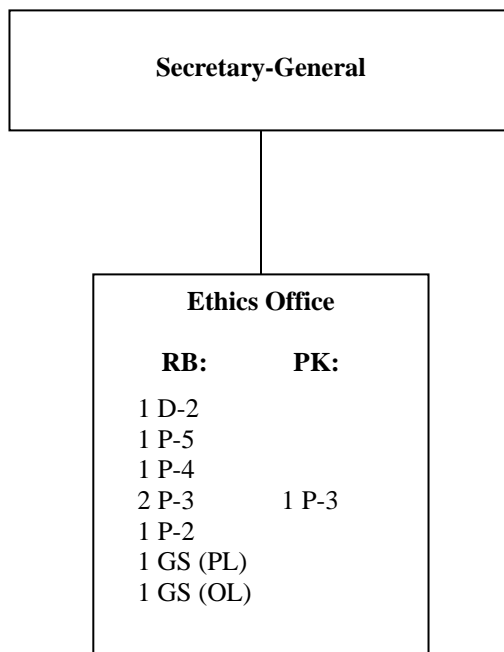 Secretary-General
Ethics Office
RB: PK:
1 D-2
1 P-5
1 P-4
2 P-3 1 P-3
1 P-2
1 GS (PL)
1 GS (OL)